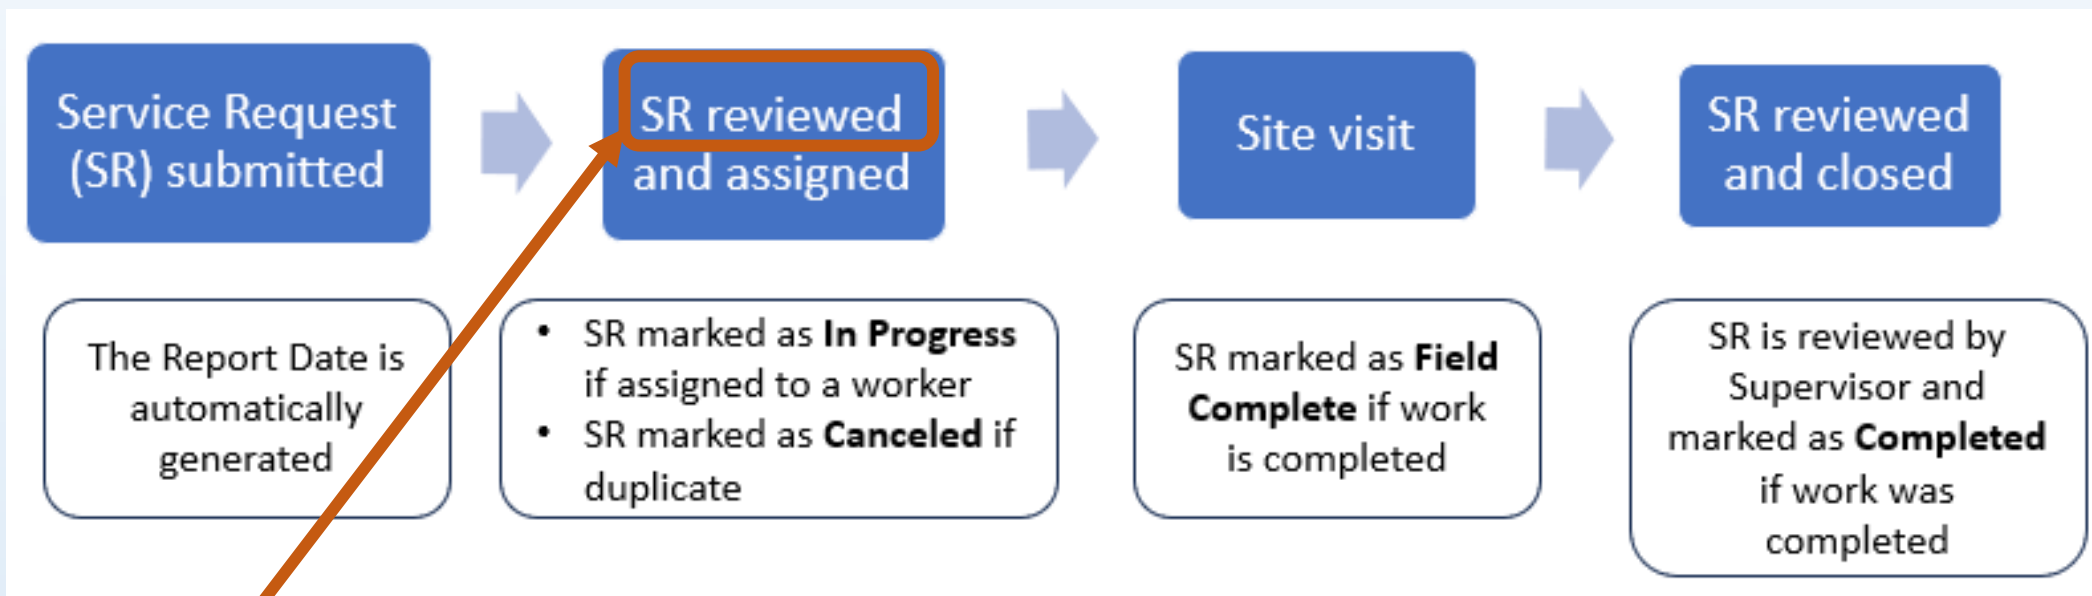 Service Request
(SR) submitted
SR reviewed
and assigned
Site visit
SR reviewed
and closed
The Report Date is
automatically
generated
• SR marked as In Progress
if assigned to a worker
• SR marked as Canceled if
duplicate
SR marked as Field
Complete if work
is completed
SR is reviewed by
Supervisor and
marked as Completed
if work was
completed